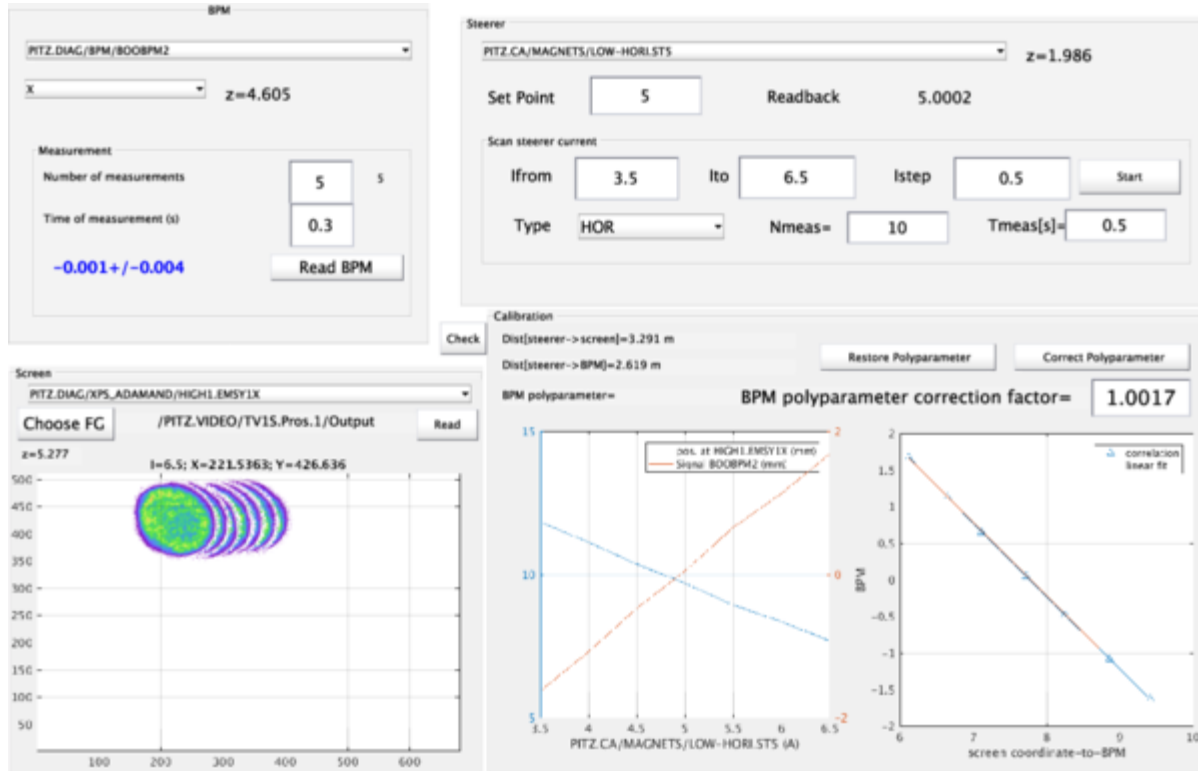 BPM
PITZ.DIAG/BPM/BOOBPM2
X z=4.605
Measurement
Number of measurements 5 5
Time of measurement (s) 0.3
-0.001+/-0.004 Read BPM
Steerer
PITZ.CA/MAGNETS/LOW-HORI.ST5 z=1.986
Set Point 5 Readback 5.0002
Scan steerer current
Ifrom 3.5 Ito 6.5 Istep 0.5 Start
Type HOR Nmeas= 10 Tmeas[s]= 0.5
Check
Screen
PITZ.DIAG/XPS_ADAMAND/HIGH1.EMSY1X
Choose FG /PITZ.VIDEO/TV1S.Pros.1/Output Read
z=5.277
I=6.5; X=221.5363; Y=426.636
500
450
400
350
300
250
200
150
100
50
100 200 300 400 500 600
Calibration
Dist[steerer->screen]=3.291 m
Dist[steerer->BPM)=2.619 m
Restore Polyparameter Correct Polyparameter
BPM polyparameter= BPM polyparameter correction factor= 1.0017
15 2
pos. at HIGH1.EMSY1X (mm)
Signal BOOBPM2 (mm)
10 0
5 -2
3.5 4 4.5 5 5.5 6 6.5
PITZ.CA/MAGNETS/LOW-HORI.ST5 (A)
correlation
linear fit
2
1.5
1
0.5
0
-0.5
-1
-1.5
-2
BPM
6 7 8 9 10
screen coordinate-to-BPM